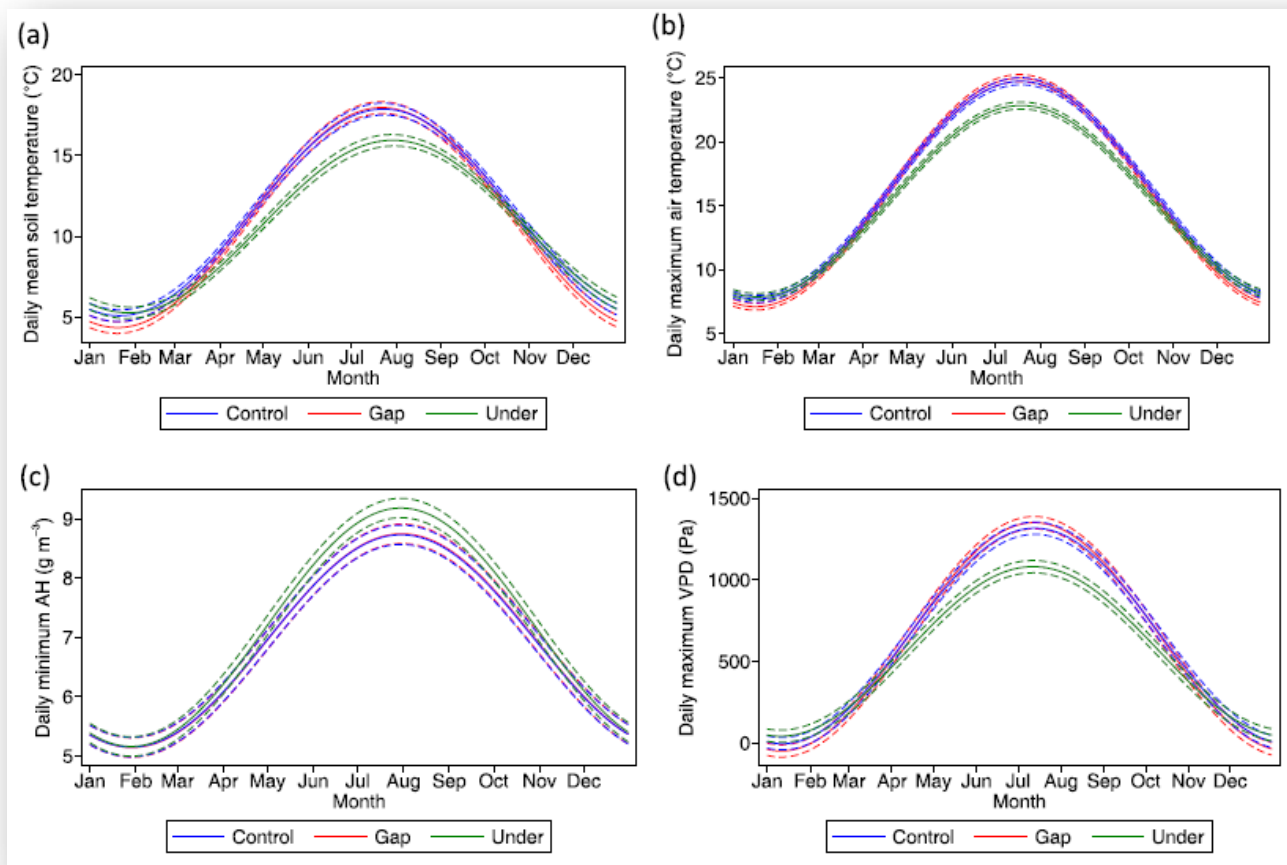 (a)
Daily mean soil temperature (°C)
20
15
10
5
Jan Feb Mar Apr May Jun Jul Aug Sep Oct Nov Dec
Month
Control Gap Under
(b)
Daily maximum air temperature (°C)
25
20
15
10
5
Jan Feb Mar Apr May Jun Jul Aug Sep Oct Nov Dec
Month
Control Gap Under
(c)
Daily minimum AH (g m⁻³)
9
8
7
6
5
Jan Feb Mar Apr May Jun Jul Aug Sep Oct Nov Dec
Month
Control Gap Under
(d)
Daily maximum VPD (Pa)
1500
1000
500
0
Jan Feb Mar Apr May Jun Jul Aug Sep Oct Nov Dec
Month
Control Gap Under